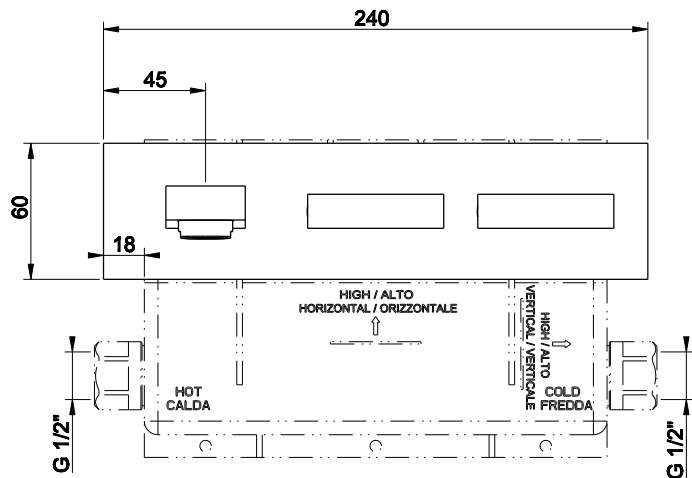 240
45
60
18
HIGH / ALTO
HORIZONTAL / ORIZZONTALE
HIGH / ALTO
VERTICAL / VERTICALE
HOT
CALDA
COLD
FREDDA
G 1/2"
G 1/2"